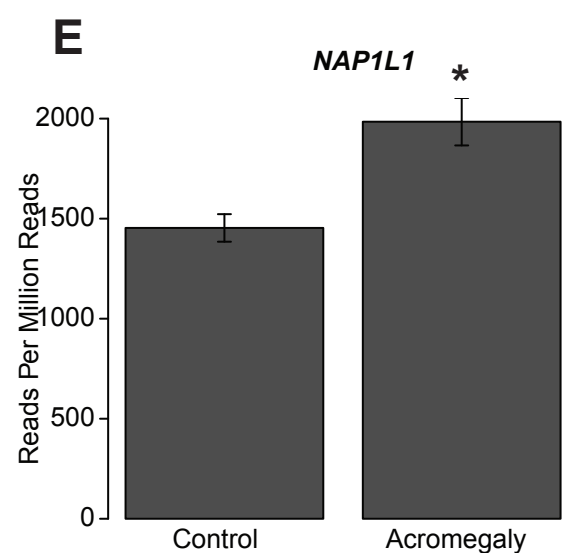 E
NAP1L1
*
Reads Per Million Reads
2000
1500
1000
500
0
Control
Acromegaly